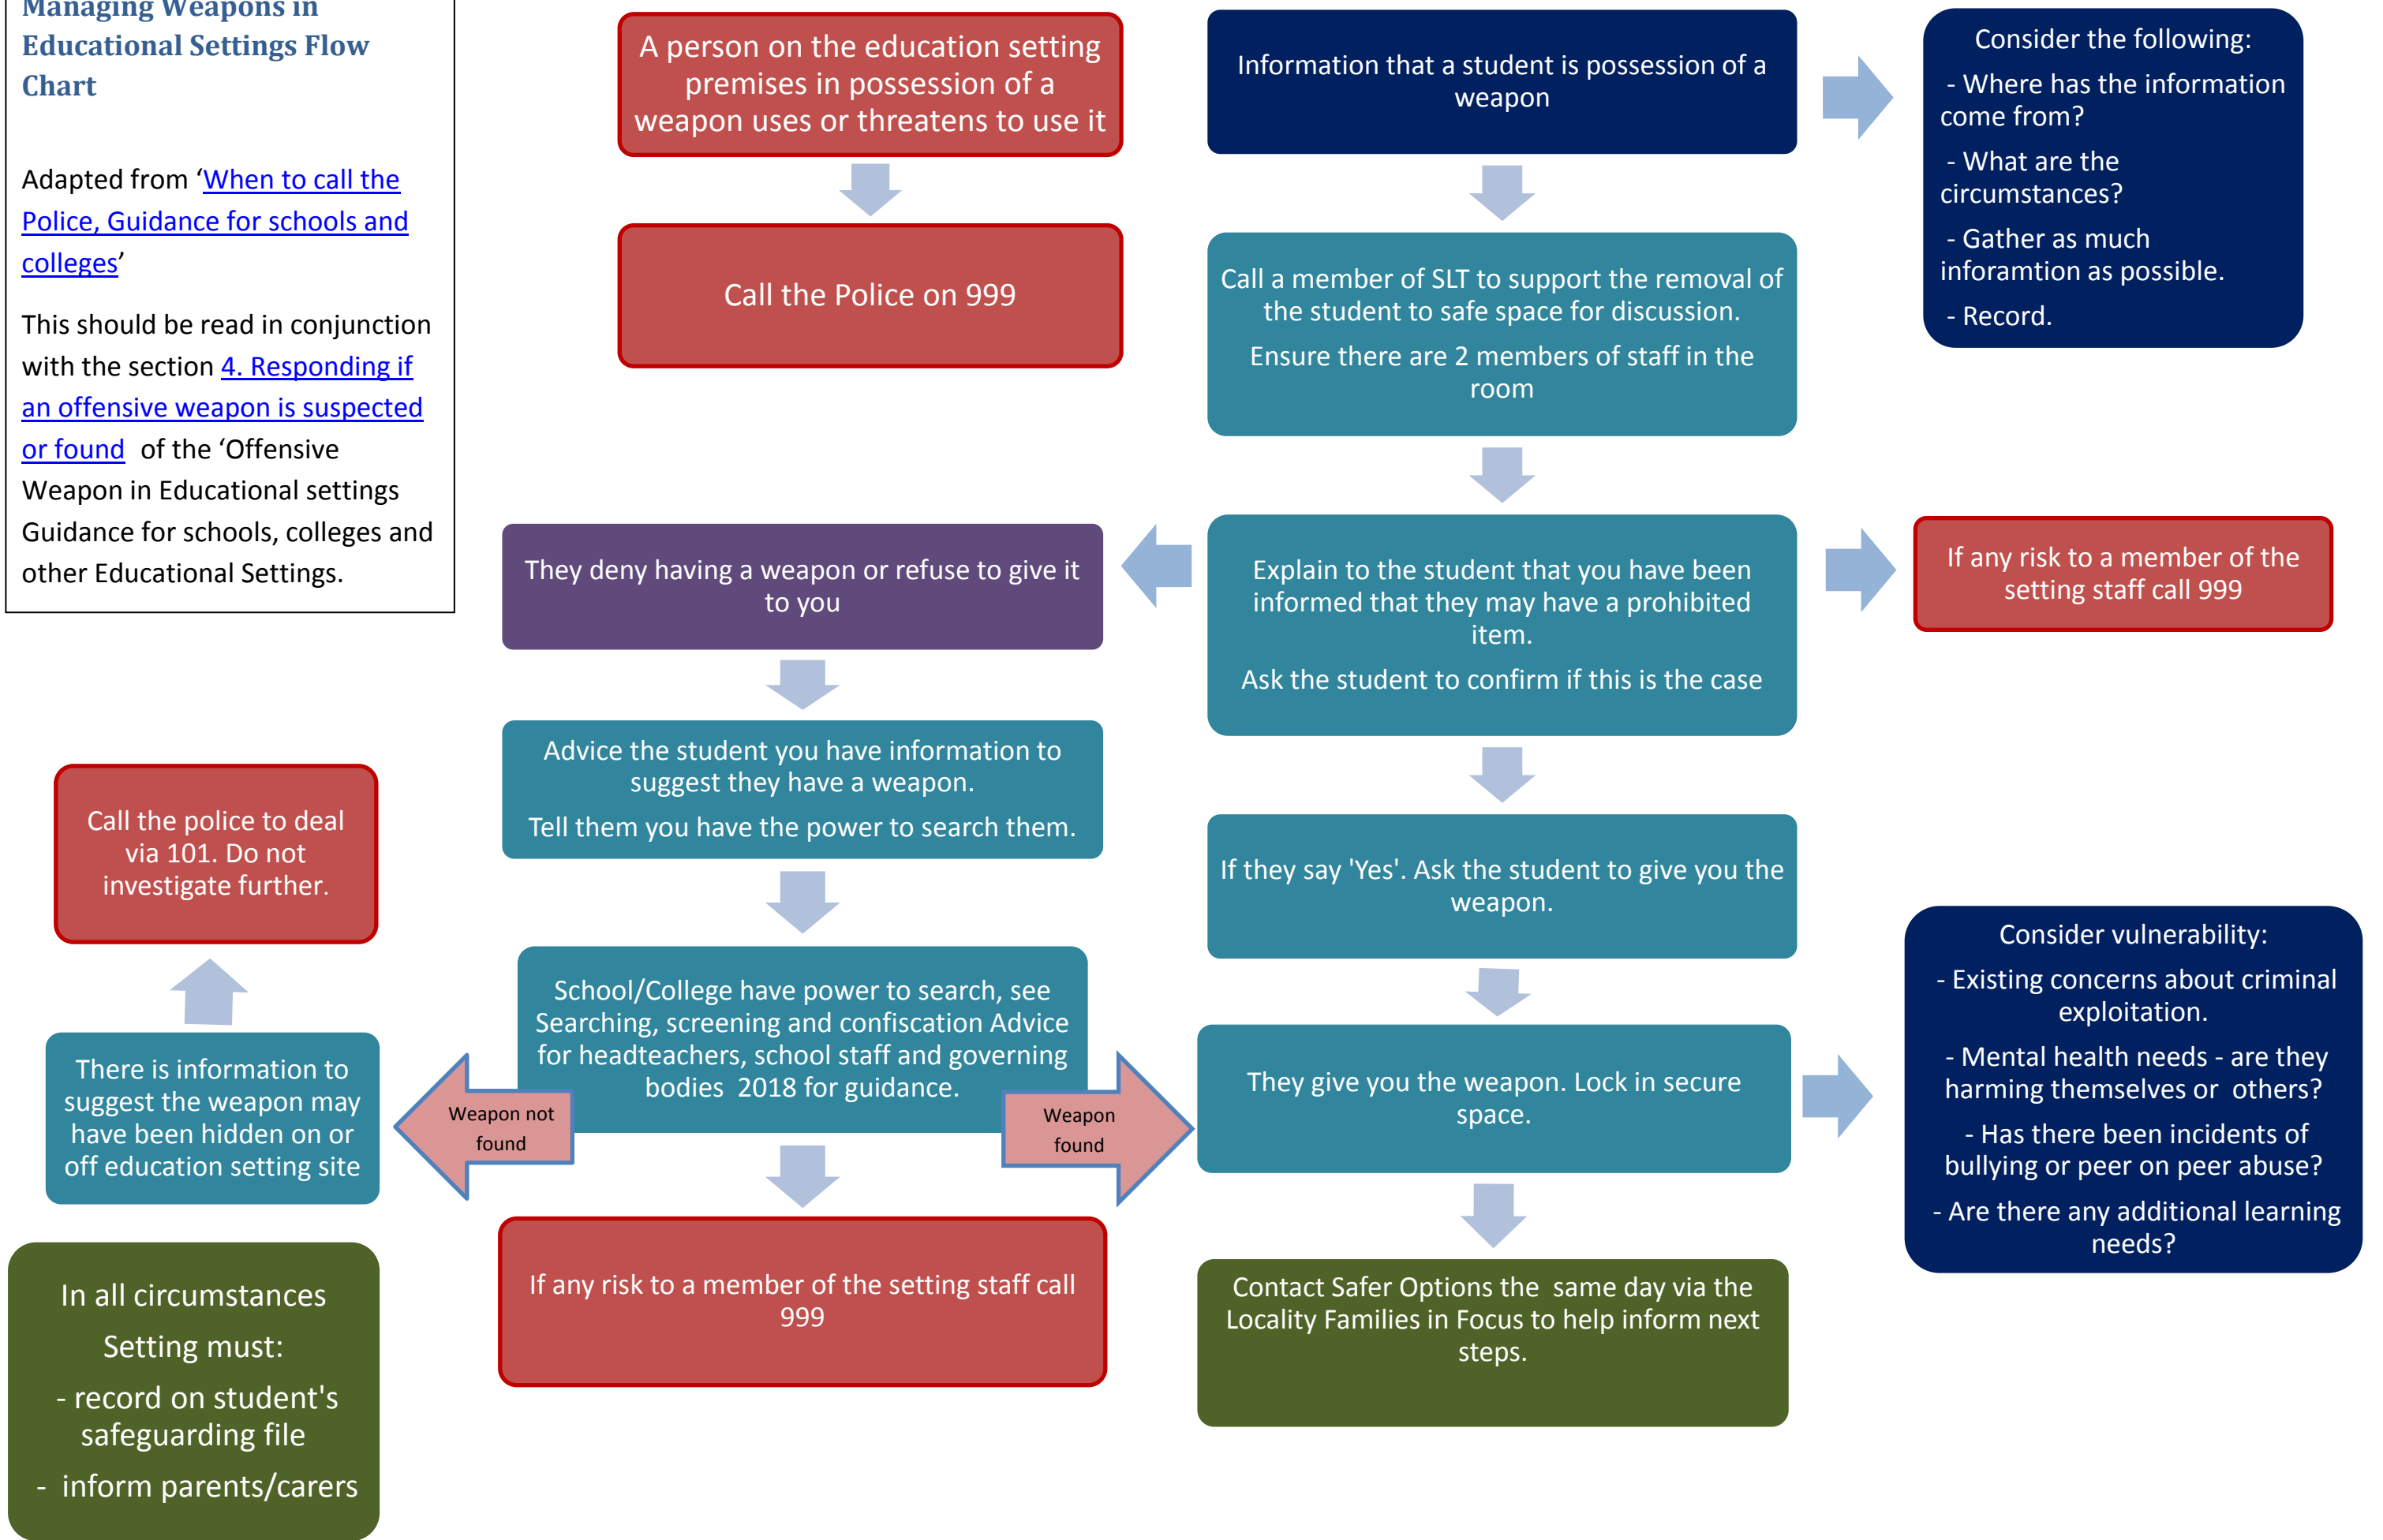 Managing Weapons in
Educational Settings Flow
Chart
Adapted from ‘When to call the
Police, Guidance for schools and
colleges’
This should be read in conjunction
with the section 4. Responding if
an offensive weapon is suspected
or found of the ‘Offensive
Weapon in Educational settings
Guidance for schools, colleges and
other Educational Settings.
A person on the education setting
premises in possession of a
weapon uses or threatens to use it
Call the Police on 999
Information that a student is possession of a
weapon
Consider the following:
- Where has the information
come from?
- What are the
circumstances?
- Gather as much
inforamtion as possible.
- Record.
Call a member of SLT to support the removal of
the student to safe space for discussion.
Ensure there are 2 members of staff in the
room
Explain to the student that you have been
informed that they may have a prohibited
item.
Ask the student to confirm if this is the case
If any risk to a member of the
setting staff call 999
They deny having a weapon or refuse to give it
to you
Advice the student you have information to
suggest they have a weapon.
Tell them you have the power to search them.
If they say 'Yes'. Ask the student to give you the
weapon.
School/College have power to search, see
Searching, screening and confiscation Advice
for headteachers, school staff and governing
bodies 2018 for guidance.
Weapon not
found
Weapon
found
Call the police to deal
via 101. Do not
investigate further.
There is information to
suggest the weapon may
have been hidden on or
off education setting site
They give you the weapon. Lock in secure
space.
Consider vulnerability:
- Existing concerns about criminal
exploitation.
- Mental health needs - are they
harming themselves or others?
- Has there been incidents of
bullying or peer on peer abuse?
- Are there any additional learning
needs?
If any risk to a member of the setting staff call
999
Contact Safer Options the same day via the
Locality Families in Focus to help inform next
steps.
In all circumstances
Setting must:
- record on student's
safeguarding file
- inform parents/carers